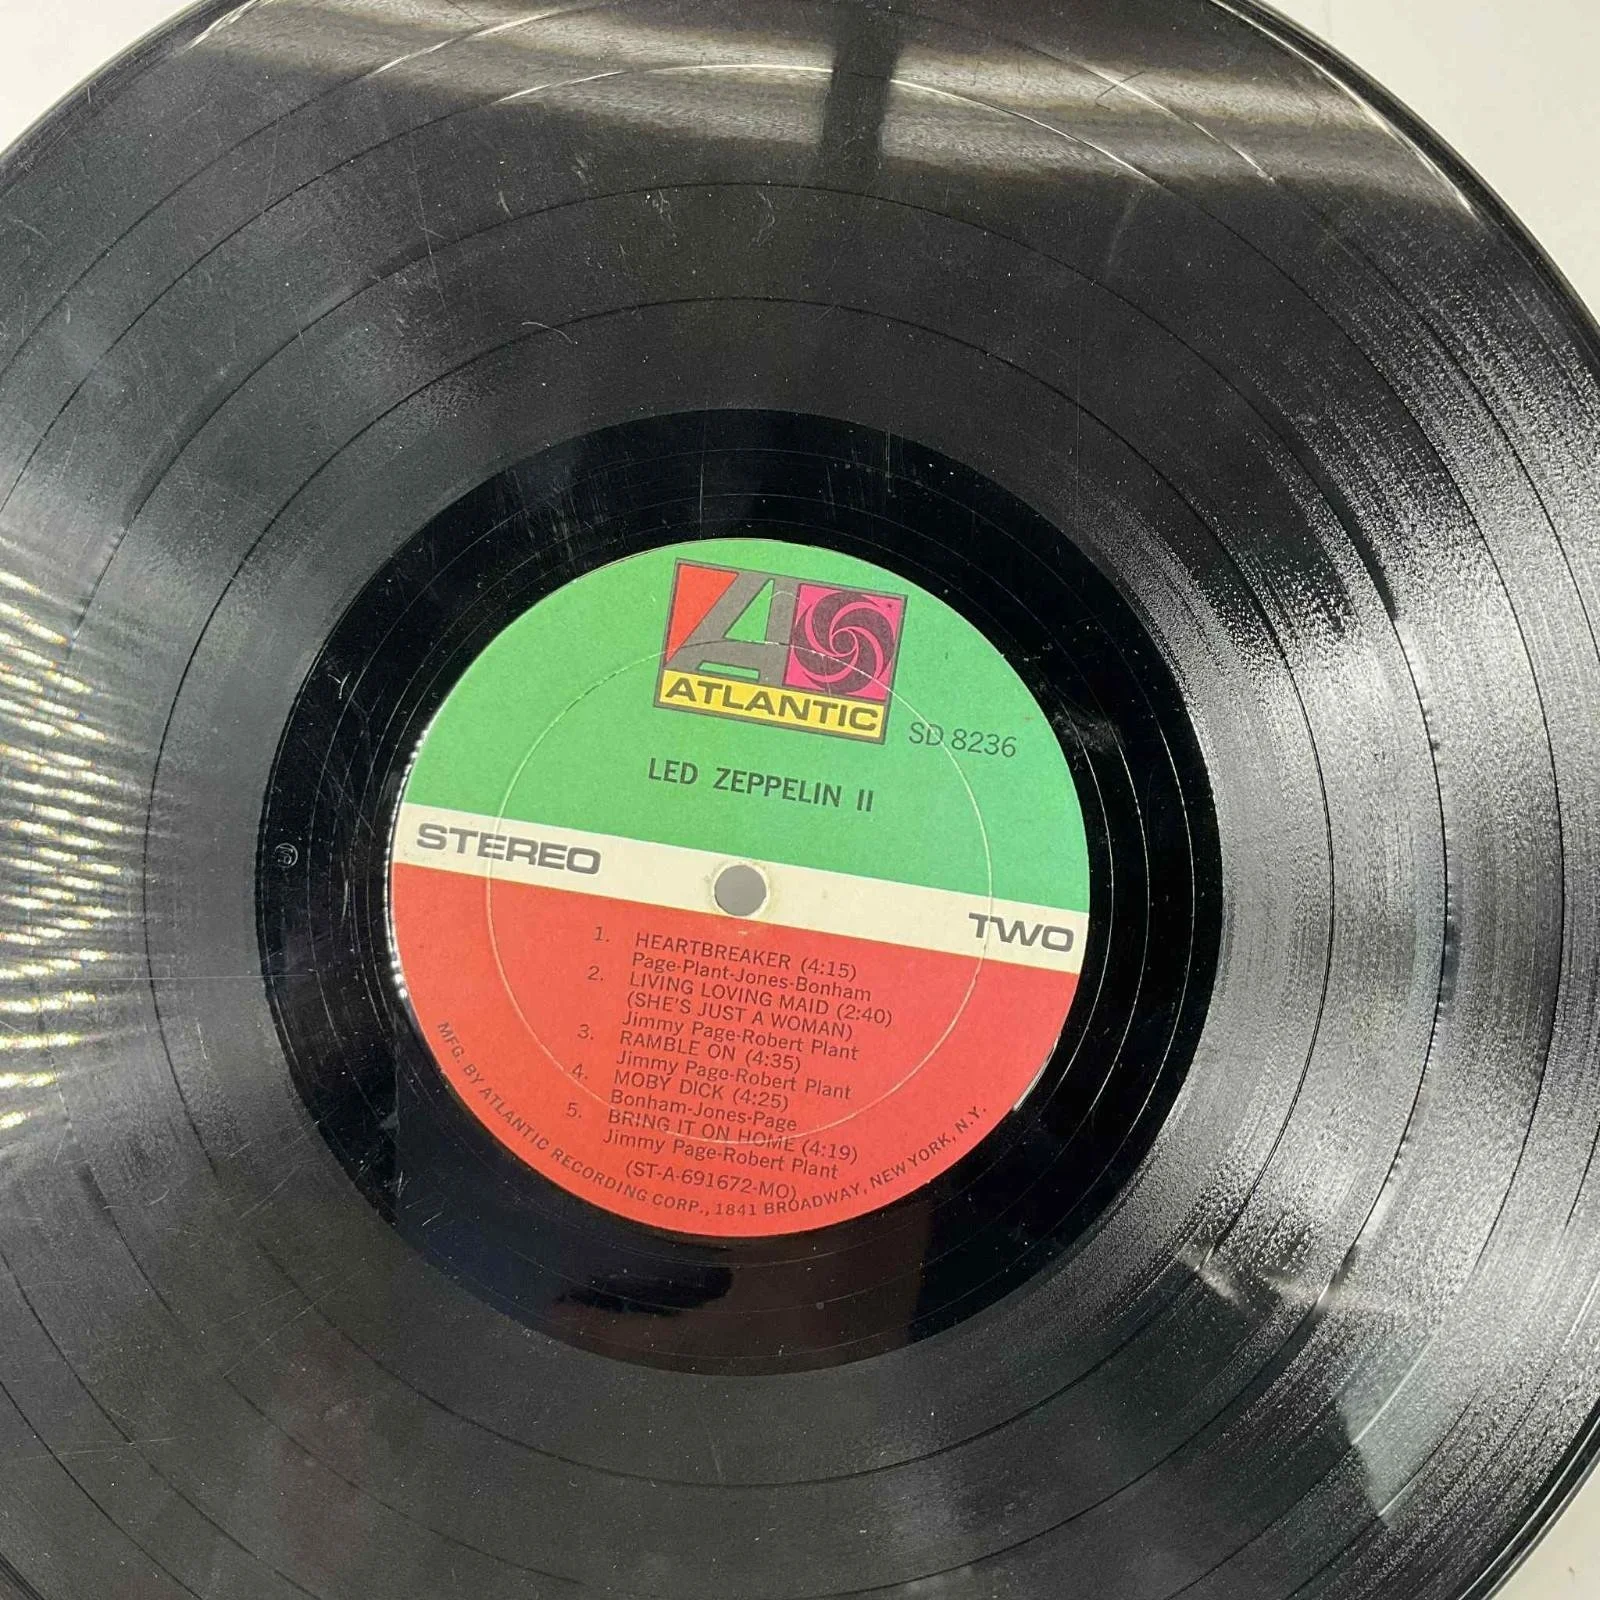 ATLANTIC
SD 8236
LED ZEPPELIN II
STEREO
TWO
1. HEARTBREAKER (4:15)
Page-Plant-Jones-Bonham
2. LIVING LOVING MAID (2:40)
(SHE'S JUST A WOMAN)
Jimmy Page-Robert Plant
3. RAMBLE ON (4:35)
Jimmy Page-Robert Plant
4. MOBY DICK (4:25)
Bonham-Jones-Page
5. BRING IT ON HOME (4:19)
Jimmy Page-Robert Plant
(ST-A-691672-MO)
MFG. BY ATLANTIC RECORDING CORP., 1841 BROADWAY, NEW YORK, N.Y.